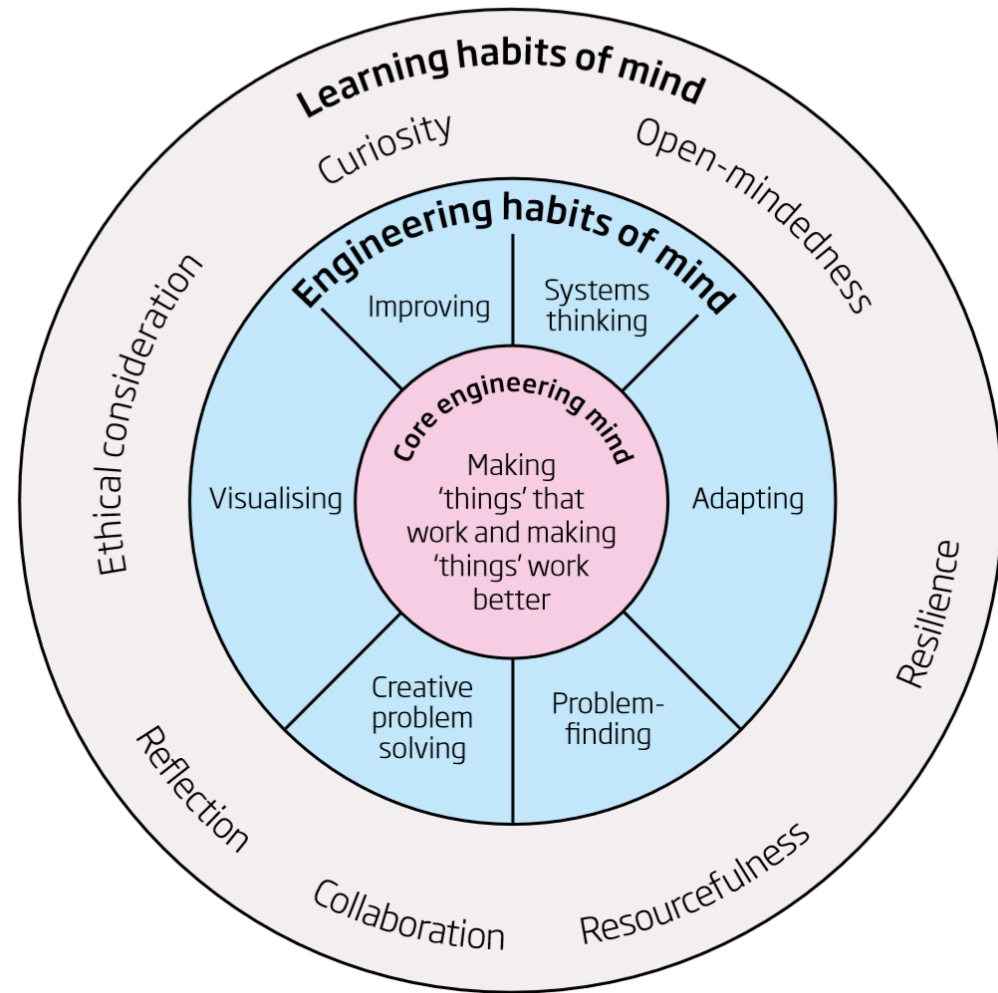 Learning habits of mind
Curiosity
Open-mindedness
Resilience
Resourcefulness
Collaboration
Reflection
Ethical consideration
Engineering habits of mind
Improving
Systems
thinking
Adapting
Problem-
finding
Creative
problem
solving
Visualising
Core engineering mind
Making
‘things’ that
work and making
‘things’ work
better